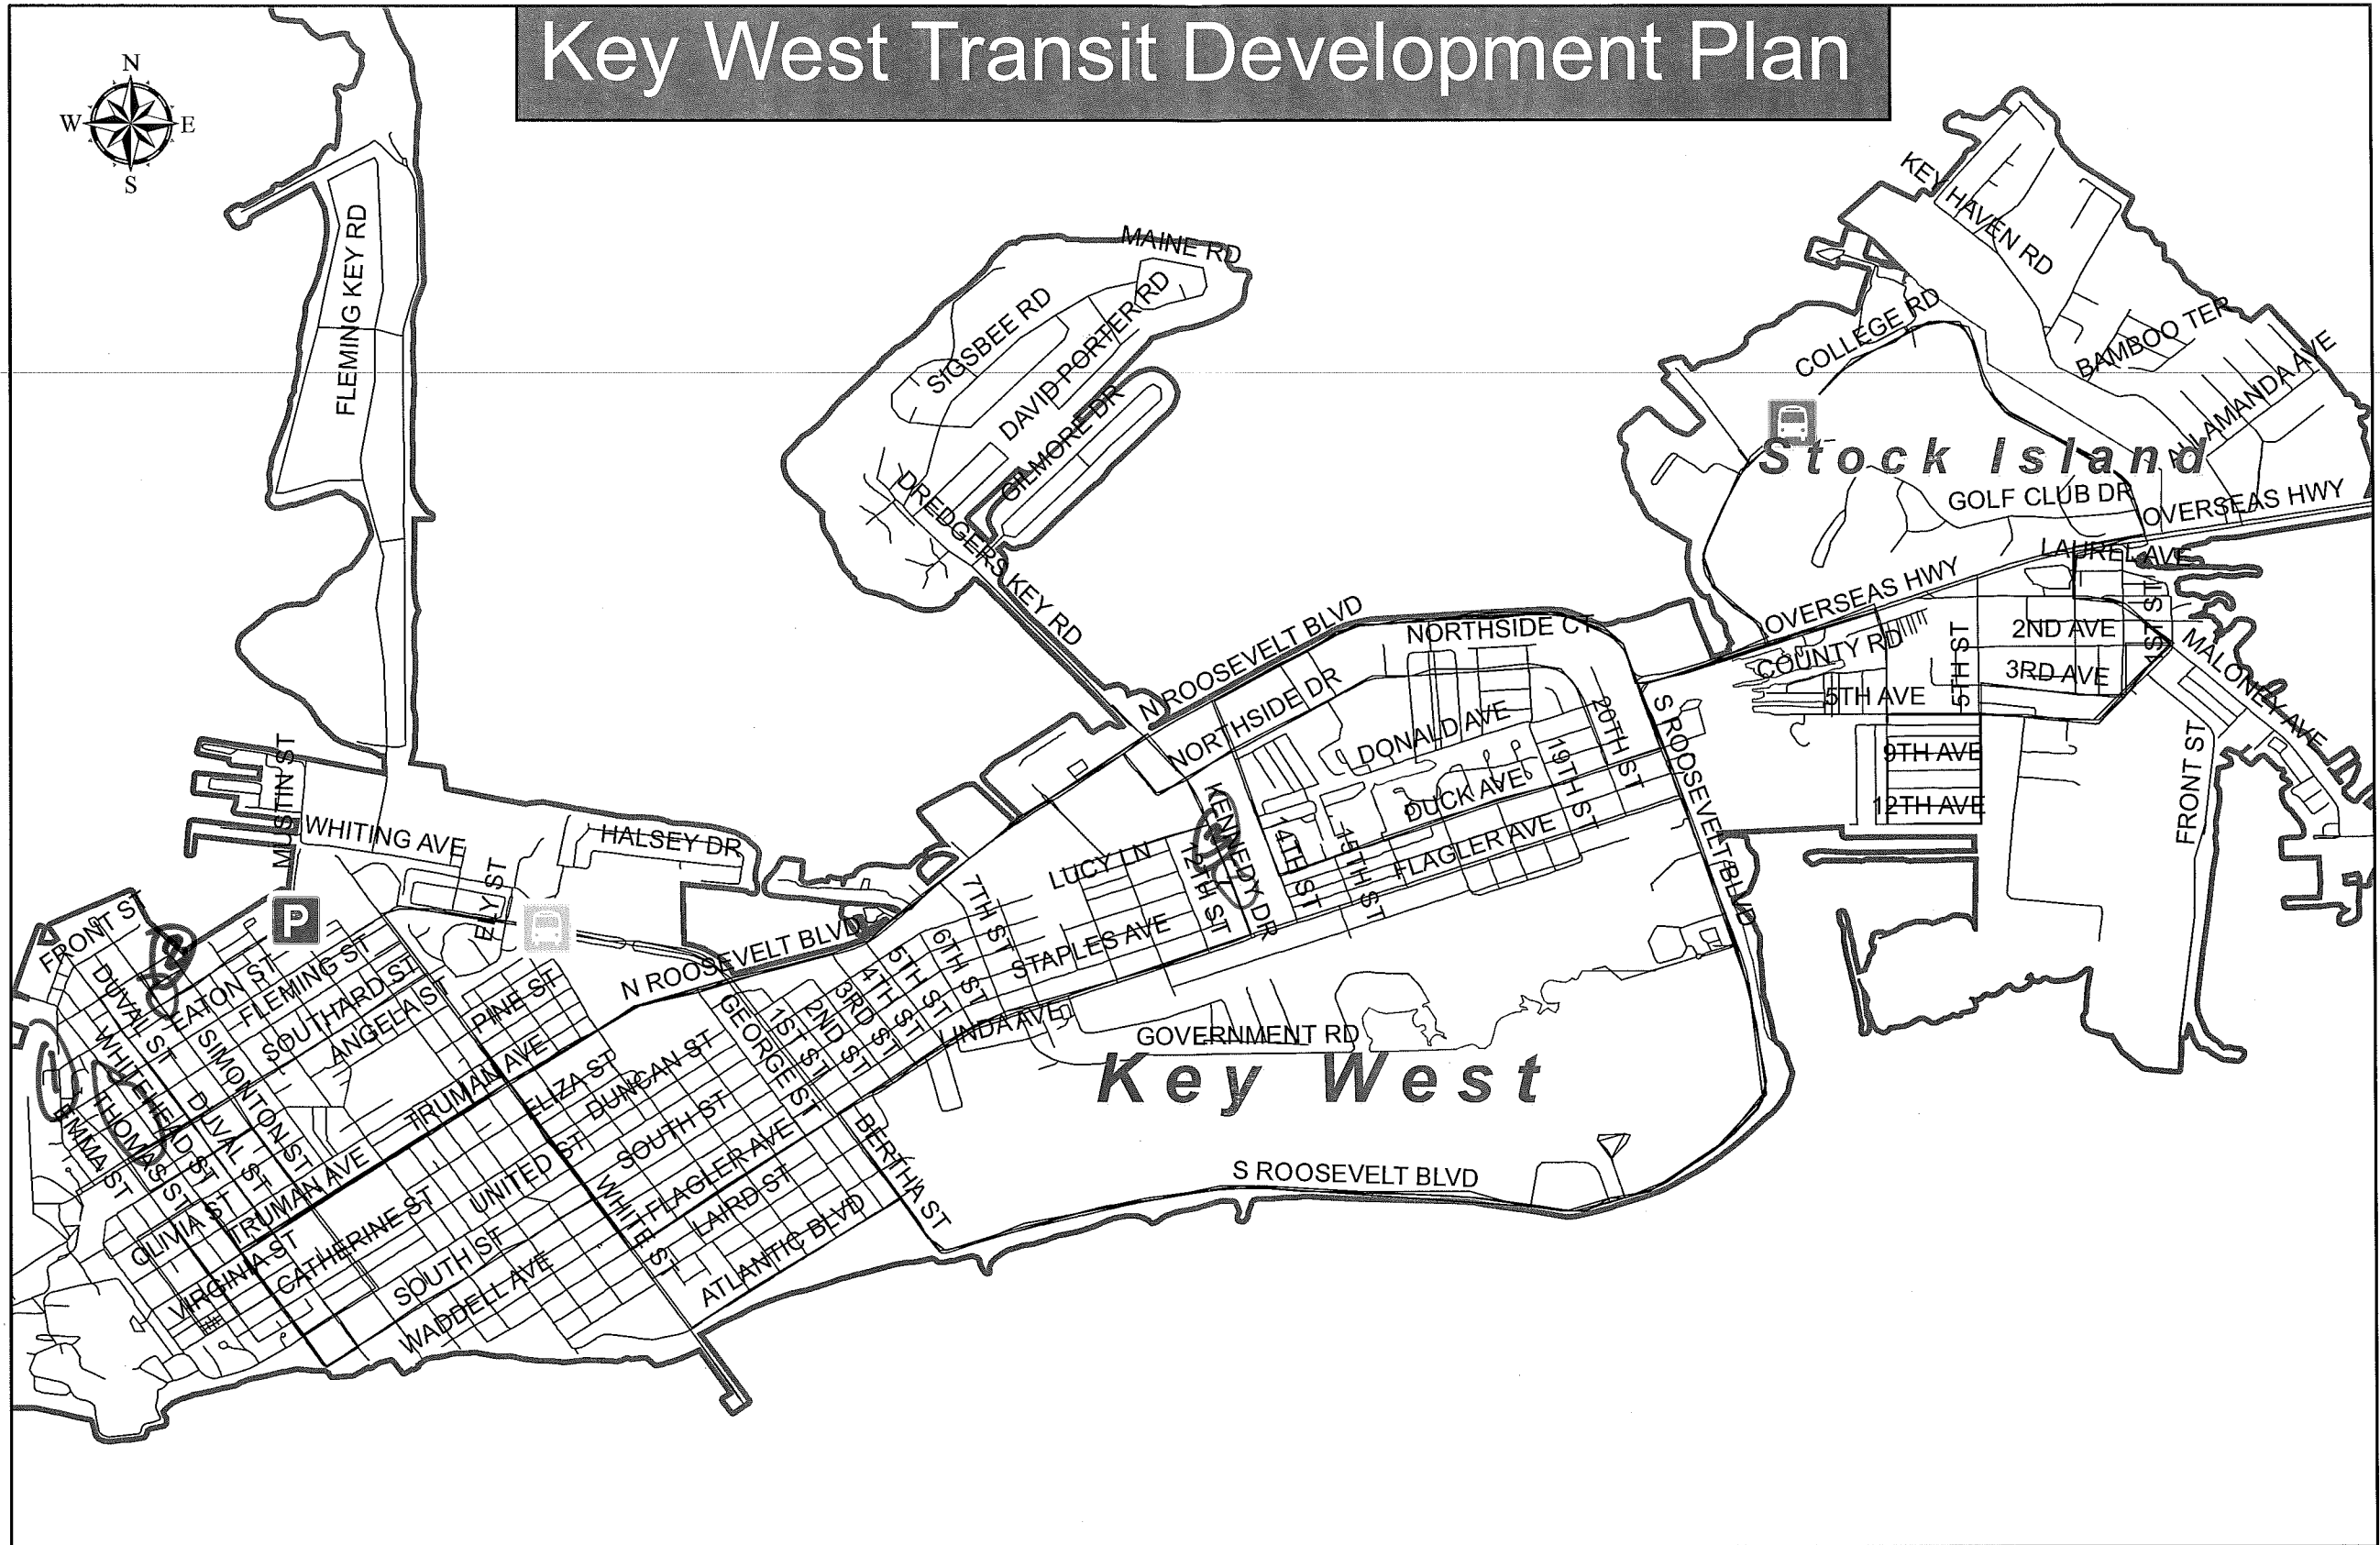 Key West Transit Development Plan
N
W
E
S
KEY HAVEN RD
FLEMING KEY RD
MAINE RD
SIGSBEE RD
DAVID PORTER RD
GILMORE DR
DREDGERS KEY RD
COLLEGE RD
BAMBOO TER
ALLAMANDA AVE
Stock Island
GOLF CLUB DR
OVERSEAS HWY
LAUREL AVE
OVERSEAS HWY
1ST ST
2ND AVE
1ST ST
MALONEY AVE
COUNTY RD
5TH ST
3RD AVE
5TH AVE
9TH AVE
12TH AVE
FRONT ST
N ROOSEVELT BLVD
NORTHSIDE CT
NORTHSIDE DR
DONALD AVE
20TH ST
19TH ST
S ROOSEVELT BLVD
DUCK AVE
KENNEDY DR
FLAGLER AVE
14TH ST
15TH ST
12TH ST
LUCY LN
STAPLES AVE
7TH ST
6TH ST
5TH ST
4TH ST
3RD ST
2ND ST
1ST ST
GEORGE ST
LINDA AVE
GOVERNMENT RD
Key West
S ROOSEVELT BLVD
MUSTIN ST
WHITING AVE
HALSEY DR
ELY ST
P
N ROOSEVELT BLVD
FRONT ST
DUVAL ST
EATON ST
FLEMING ST
SOUTHARD ST
ANGELA ST
PINE ST
WHITEHEAD ST
SIMONTON ST
DUVAL ST
TRUMAN AVE
ELIZA ST
DUNCAN ST
SOUTH ST
BERTHA ST
EMMA ST
THOMAS ST
TRUMAN AVE
UNITED ST
FLAGLER AVE
WHITE ST
LAIRD ST
ATLANTIC BLVD
OLIVIA ST
VIRGINIA ST
CATHERINE ST
SOUTH ST
WADDELL AVE